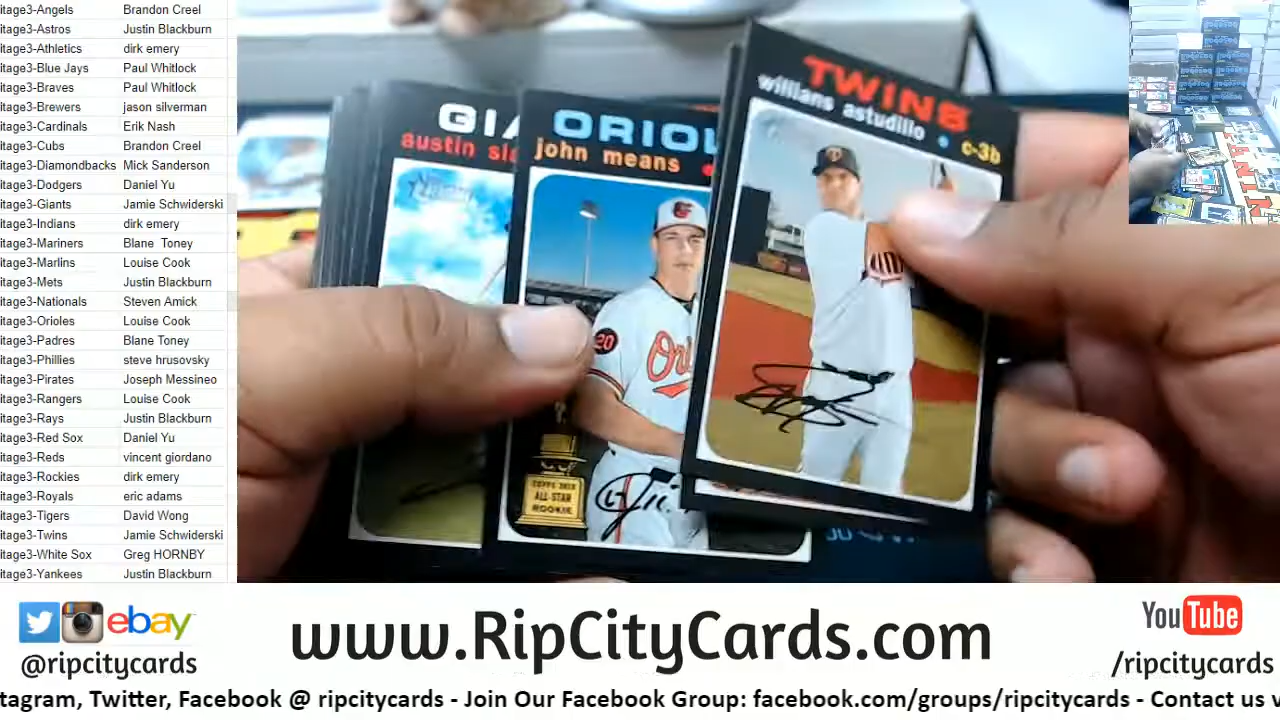 itage3-Angels Brandon Creel
itage3-Astros Justin Blackburn
itage3-Athletics dirk emery
itage3-Blue Jays Paul Whitlock
itage3-Braves Paul Whitlock
itage3-Brewers jason silverman
itage3-Cardinals Erik Nash
itage3-Cubs Brandon Creel
itage3-Diamondbacks Mick Sanderson
itage3-Dodgers Daniel Yu
itage3-Giants Jamie Schwiderski
itage3-Indians dirk emery
itage3-Mariners Blane Toney
itage3-Marlins Louise Cook
itage3-Mets Justin Blackburn
itage3-Nationals Steven Amick
itage3-Orioles Louise Cook
itage3-Padres Blane Toney
itage3-Phillies steve hrusovsky
itage3-Pirates Joseph Messineo
itage3-Rangers Louise Cook
itage3-Rays Justin Blackburn
itage3-Red Sox Daniel Yu
itage3-Reds vincent giordano
itage3-Rockies dirk emery
itage3-Royals eric adams
itage3-Tigers David Wong
itage3-Twins Jamie Schwiderski
itage3-White Sox Greg HORNBY
itage3-Yankees Justin Blackburn
GIA
austin sla
ORIOL
john means
20
Ori
TOPPS 2019
ALL-STAR
ROOKIE
TWINS
willians astudillo • c-3b
ebay
@ripcitycards
www.RipCityCards.com
YouTube
/ripcitycards
stagram, Twitter, Facebook @ ripcitycards - Join Our Facebook Group: facebook.com/groups/ripcitycards - Contact us v